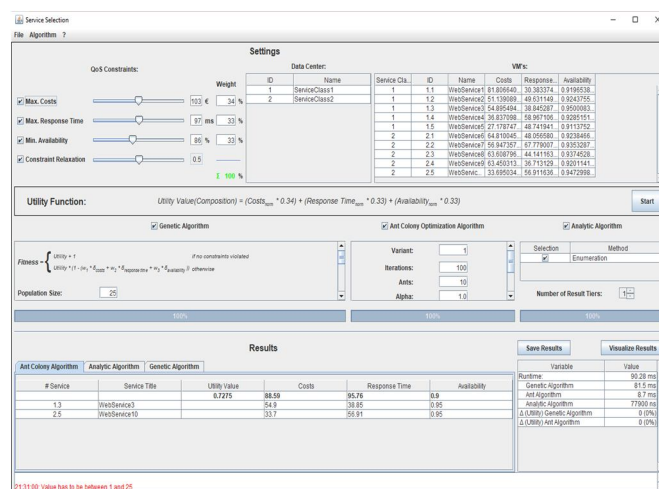 Service Selection
File Algorithm ?
Settings
QoS Constraints:
Weight
Max. Costs 103 € 34 %
Max. Response Time 97 ms 33 %
Min. Availability 86 % 33 %
Constraint Relaxation 0.5
Σ 100 %
Data Center:
ID Name
1 ServiceClass1
2 ServiceClass2
VM's:
Service Cla... ID Name Costs Response... Availability
1 1.1 WebService1 81.806640... 30.383374... 0.9196538...
1 1.2 WebService2 51.139089... 49.631149... 0.9243755...
1 1.3 WebService3 54.895494... 38.845287... 0.9500083...
1 1.4 WebService4 36.837098... 58.967106... 0.9285151...
1 1.5 WebService5 27.178747... 48.741941... 0.9113752...
2 2.1 WebService6 64.810045... 48.056580... 0.9238466...
2 2.2 WebService7 56.947357... 67.779007... 0.9353287...
2 2.3 WebService8 63.608796... 44.141163... 0.9374528...
2 2.4 WebService9 63.450313... 36.713129... 0.9201141...
2 2.5 WebServic... 33.695034... 56.911636... 0.9472998...
Utility Function:
Utility Value(Composition) = (Costs norm * 0.34) + (Response Time norm * 0.33) + (Availability norm * 0.33)
Start
Genetic Algorithm
Fitness = { Utility + 1 if no constraints violated
Utility * (1 - (w1 * δcosts + w2 * δresponse time + w3 * δavailability)) otherwise
Population Size: 25
100%
Ant Colony Optimization Algorithm
Variant: 1
Iterations: 100
Ants: 10
Alpha: 1.0
100%
Analytic Algorithm
Selection Method
Enumeration
Number of Result Tiers: 1
100%
Results
Ant Colony Algorithm Analytic Algorithm Genetic Algorithm
# Service Service Title Utility Value Costs Response Time Availability
0.7275 88.59 95.76 0.9
1.3 WebService3 54.9 38.85 0.95
2.5 WebService10 33.7 56.91 0.95
Save Results Visualize Results
Variable Value
Runtime: 90.28 ms
Genetic Algorithm 81.5 ms
Ant Algorithm 8.7 ms
Analytic Algorithm 77900 ns
Δ (Utility) Genetic Algorithm 0 (0%)
Δ (Utility) Ant Algorithm 0 (0%)
21:31:00: Value has to be between 1 and 25